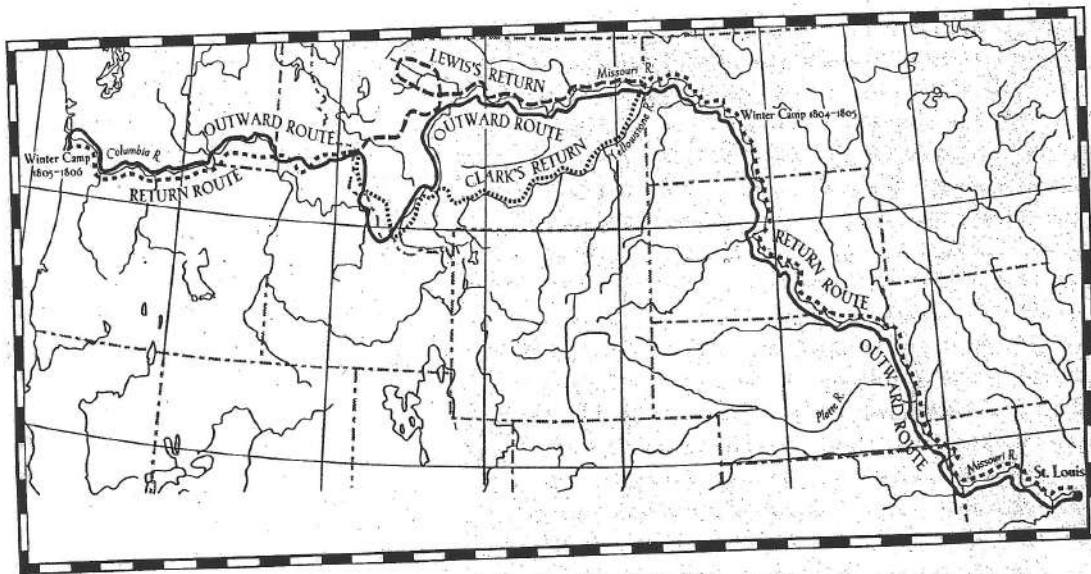 LEWIS'S RETURN
Missouri R.
OUTWARD ROUTE
OUTWARD ROUTE
Winter Camp 1804-1805
Columbia R.
Winter Camp
1805-1806
RETURN ROUTE
CLARK'S RETURN
Yellowstone R.
RETURN ROUTE
OUTWARD ROUTE
Platte R.
Missouri R.
St. Louis